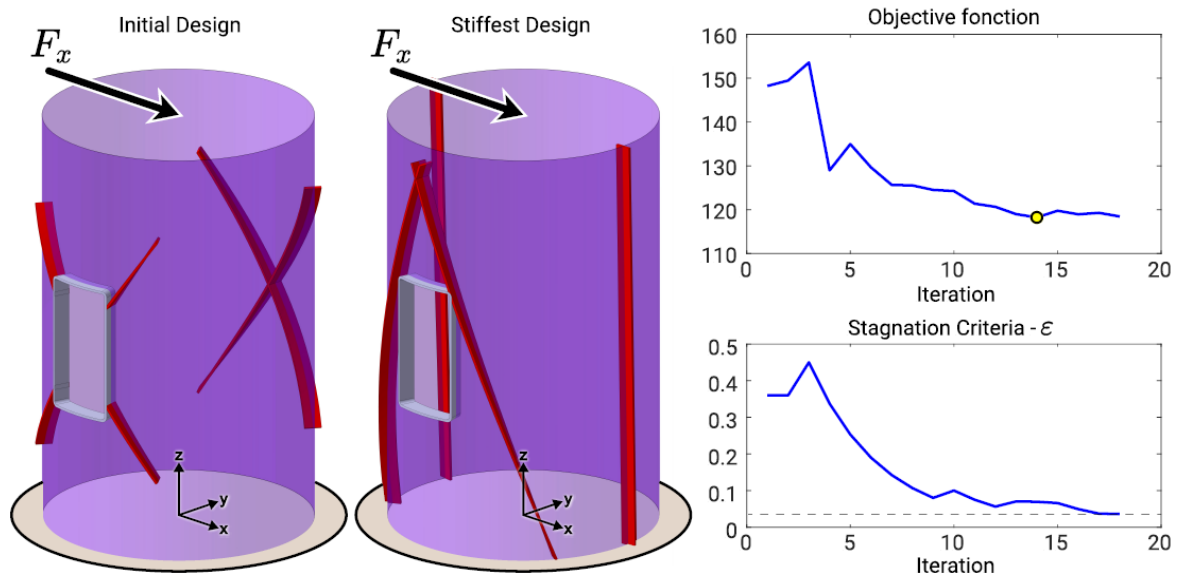 Initial Design
F_x
z
y
x
Stiffest Design
F_x
z
y
x
Objective fonction
160
150
140
130
120
110
0 5 10 15 20
Iteration
Stagnation Criteria - ε
0.5
0.4
0.3
0.2
0.1
0
0 5 10 15 20
Iteration